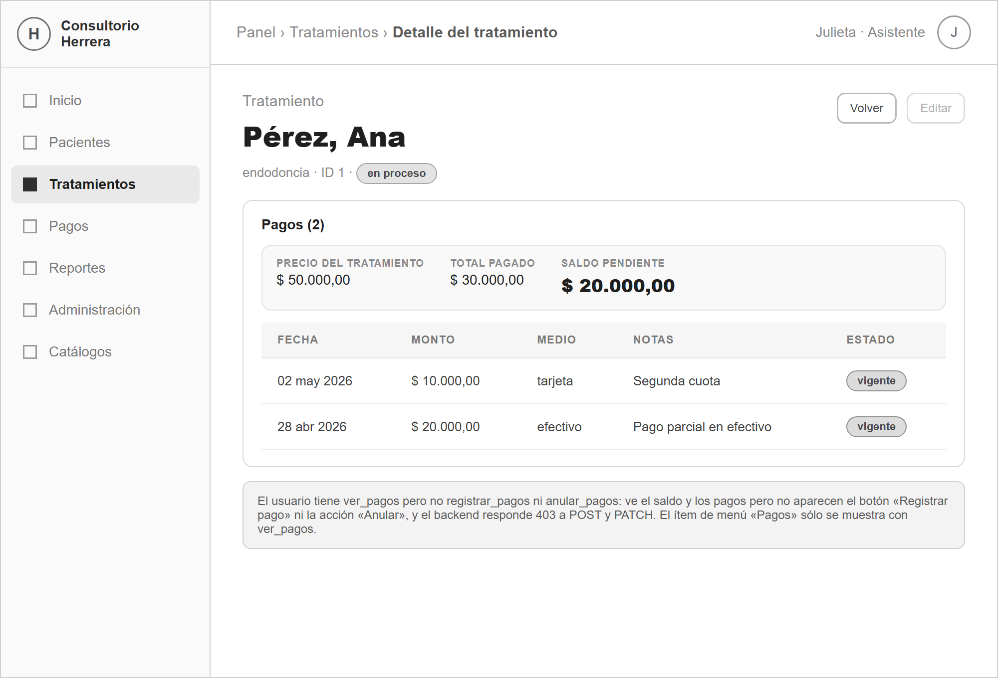 H
Consultorio
Herrera
Panel › Tratamientos › Detalle del tratamiento
Julieta · Asistente
J
Inicio
Pacientes
Tratamientos
Pagos
Reportes
Administración
Catálogos
Tratamiento
Volver
Editar
Pérez, Ana
endodoncia · ID 1 · en proceso
Pagos (2)
PRECIO DEL TRATAMIENTO TOTAL PAGADO SALDO PENDIENTE
$ 50.000,00 $ 30.000,00 $ 20.000,00
FECHA MONTO MEDIO NOTAS ESTADO
02 may 2026 $ 10.000,00 tarjeta Segunda cuota vigente
28 abr 2026 $ 20.000,00 efectivo Pago parcial en efectivo vigente
El usuario tiene ver_pagos pero no registrar_pagos ni anular_pagos: ve el saldo y los pagos pero no aparecen el botón «Registrar
pago» ni la acción «Anular», y el backend responde 403 a POST y PATCH. El ítem de menú «Pagos» sólo se muestra con
ver_pagos.